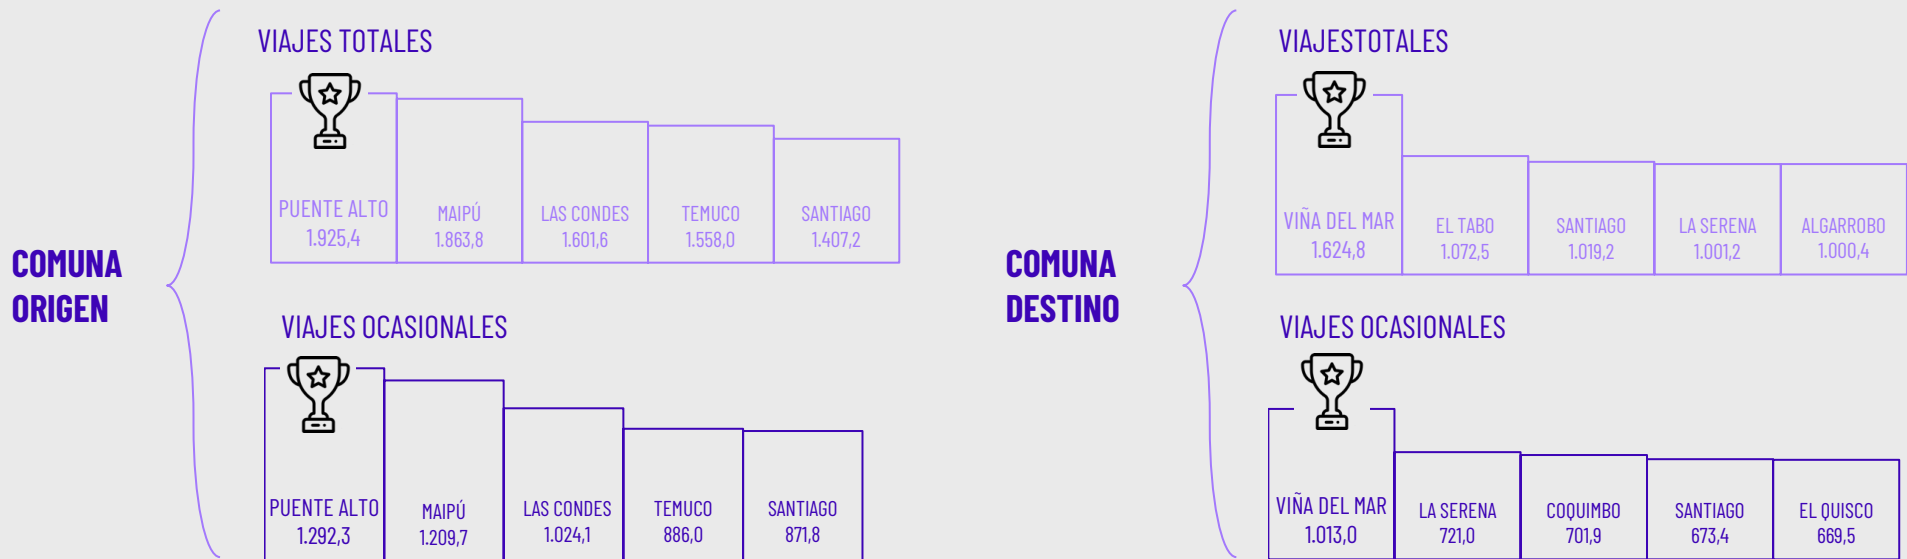 COMUNA
ORIGEN
VIAJES TOTALES
PUENTE ALTO
1.925,4
MAIPÚ
1.863,8
LAS CONDES
1.601,6
TEMUCO
1.558,0
SANTIAGO
1.407,2
VIAJES OCASIONALES
PUENTE ALTO
1.292,3
MAIPÚ
1.209,7
LAS CONDES
1.024,1
TEMUCO
886,0
SANTIAGO
871,8
COMUNA
DESTINO
VIAJESTOTALES
VIÑA DEL MAR
1.624,8
EL TABO
1.072,5
SANTIAGO
1.019,2
LA SERENA
1.001,2
ALGARROBO
1.000,4
VIAJES OCASIONALES
VIÑA DEL MAR
1.013,0
LA SERENA
721,0
COQUIMBO
701,9
SANTIAGO
673,4
EL QUISCO
669,5